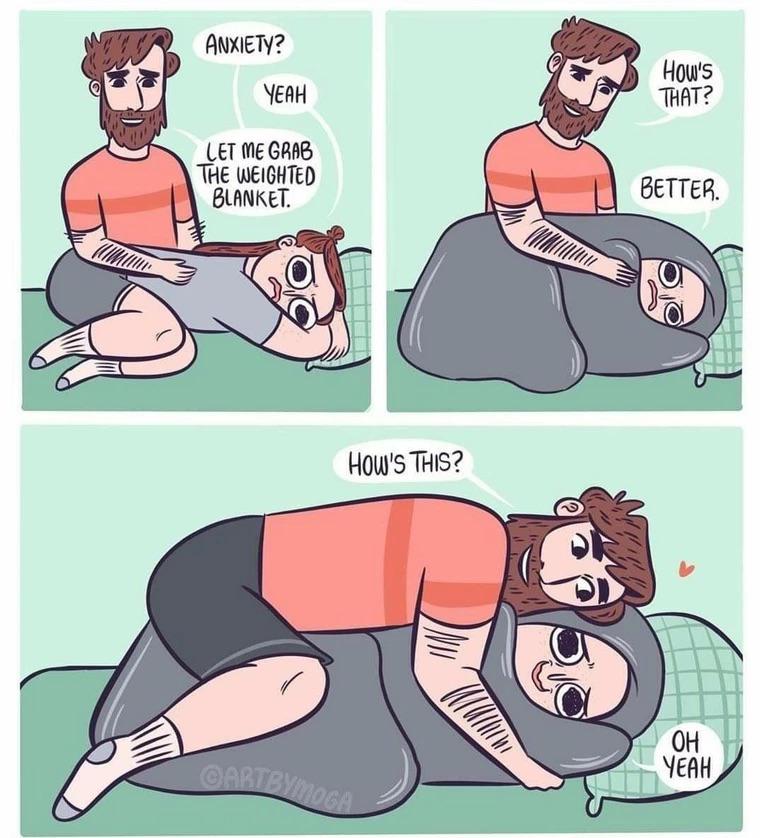 ANXIETY?
YEAH
LET ME GRAB
THE WEIGHTED
BLANKET.
HOW'S
THAT?
BETTER.
HOW'S THIS?
OH
YEAH
©ARTBYMOGA